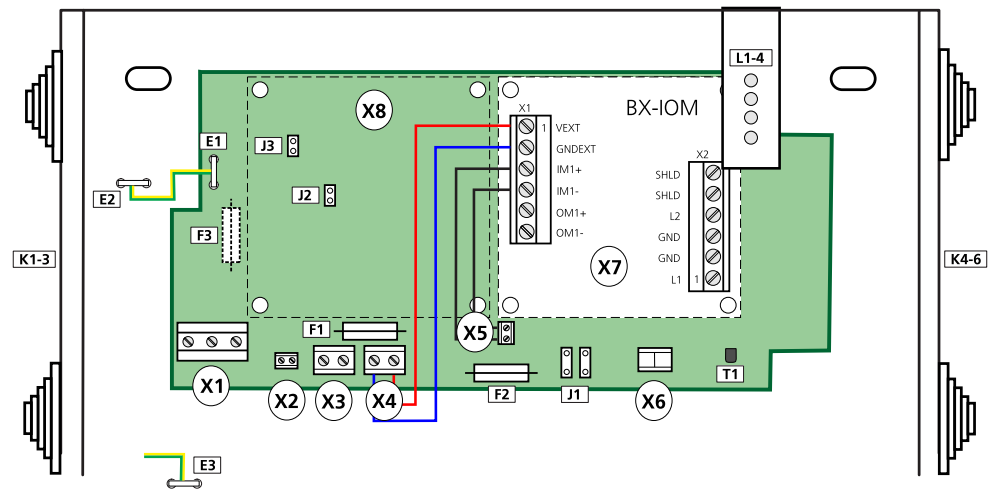 L1-4
X8
BX-IOM
X1
1 VEXT
GNDEXT
IM1+
IM1-
OM1+
OM1-
X2
SHLD
SHLD
L2
GND
GND
L1 1
E1
J3
E2
J2
F3
K1-3
K4-6
X7
F1
X5
T1
X1
X2
X3
X4
F2
J1
X6
E3